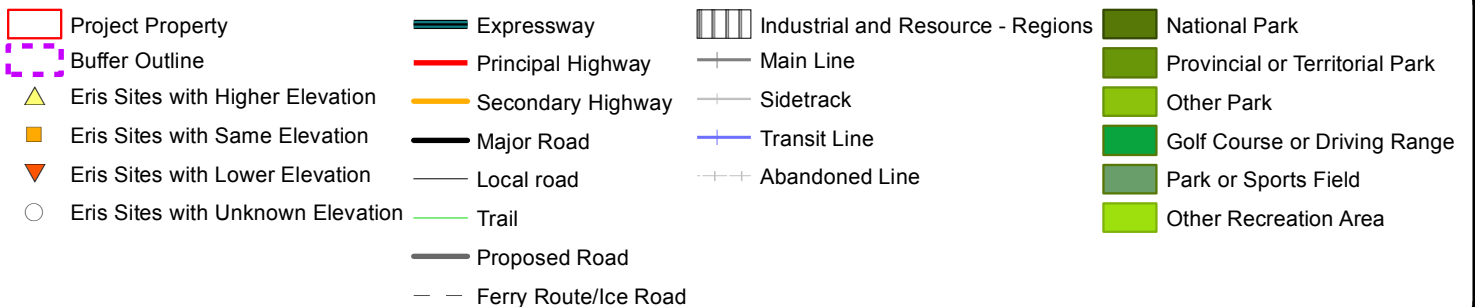 Project Property
Buffer Outline
Eris Sites with Higher Elevation
Eris Sites with Same Elevation
Eris Sites with Lower Elevation
Eris Sites with Unknown Elevation
Expressway
Principal Highway
Secondary Highway
Major Road
Local road
Trail
Proposed Road
Ferry Route/Ice Road
Industrial and Resource - Regions
Main Line
Sidetrack
Transit Line
Abandoned Line
National Park
Provincial or Territorial Park
Other Park
Golf Course or Driving Range
Park or Sports Field
Other Recreation Area